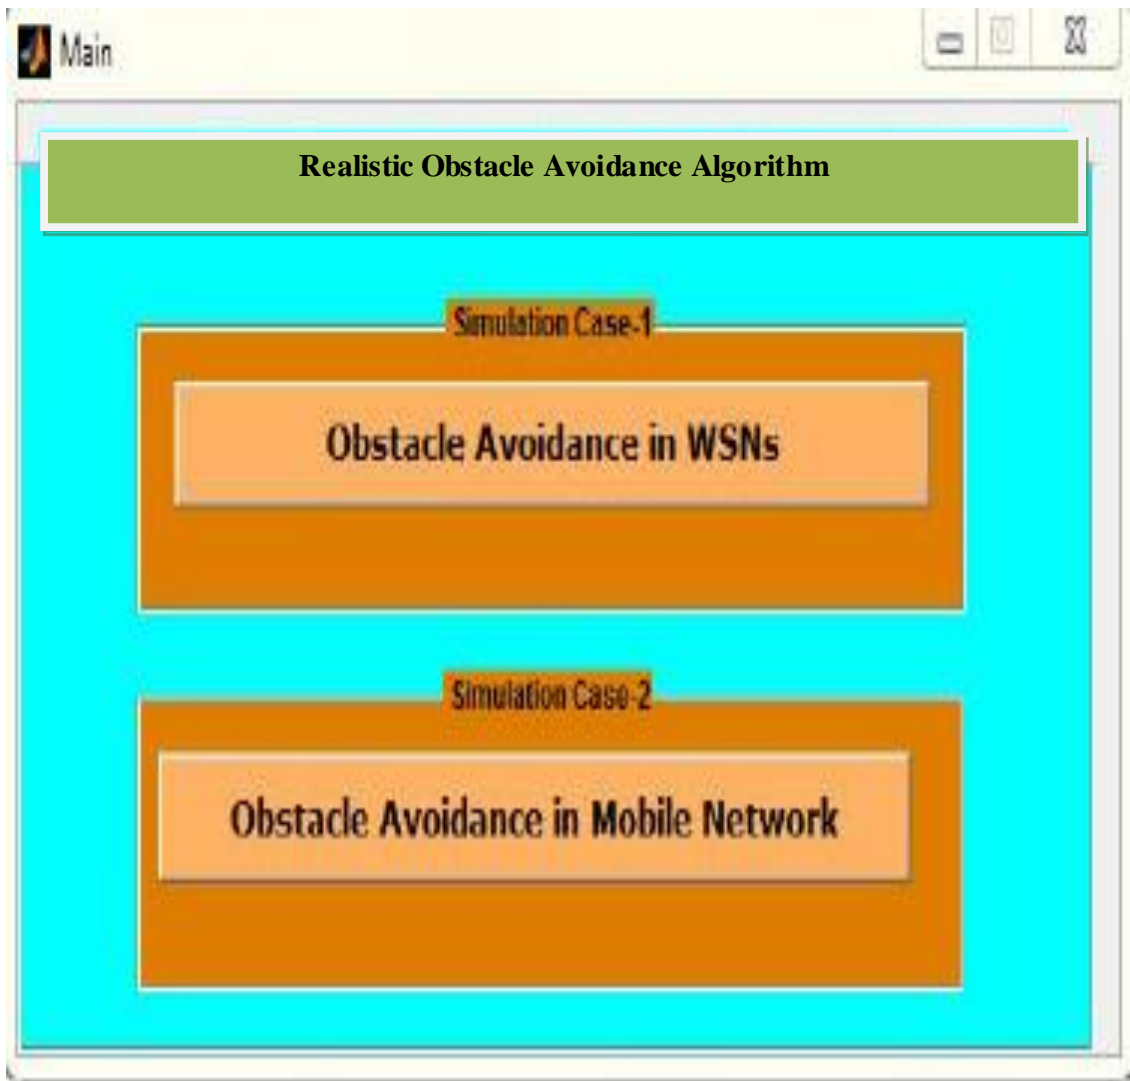 Main
Realistic Obstacle Avoidance Algorithm
Simulation Case-1
Obstacle Avoidance in WSNs
Simulation Case-2
Obstacle Avoidance in Mobile Network